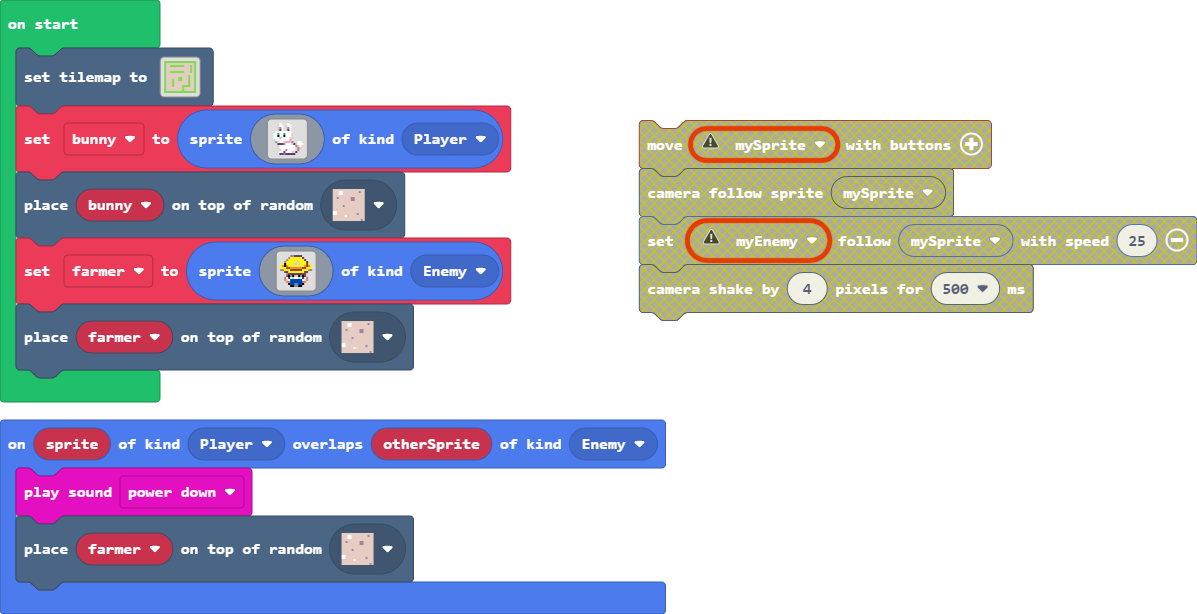 on start
set tilemap to
set bunny to sprite of kind Player
place bunny on top of random
set farmer to sprite of kind Enemy
place farmer on top of random
on sprite of kind Player overlaps otherSprite of kind Enemy
play sound power down
place farmer on top of random
move mySprite with buttons
camera follow sprite mySprite
set myEnemy follow mySprite with speed 25
camera shake by 4 pixels for 500 ms